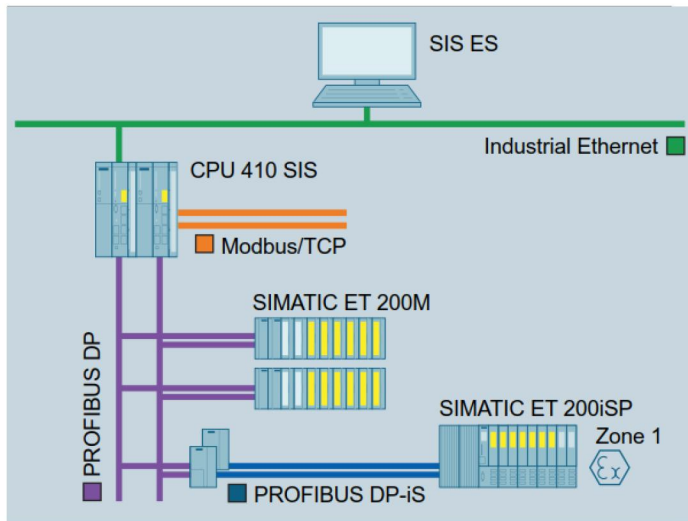 SIS ES
Industrial Ethernet
CPU 410 SIS
Modbus/TCP
SIMATIC ET 200M
PROFIBUS DP
SIMATIC ET 200iSP
Zone 1
εx
PROFIBUS DP-iS